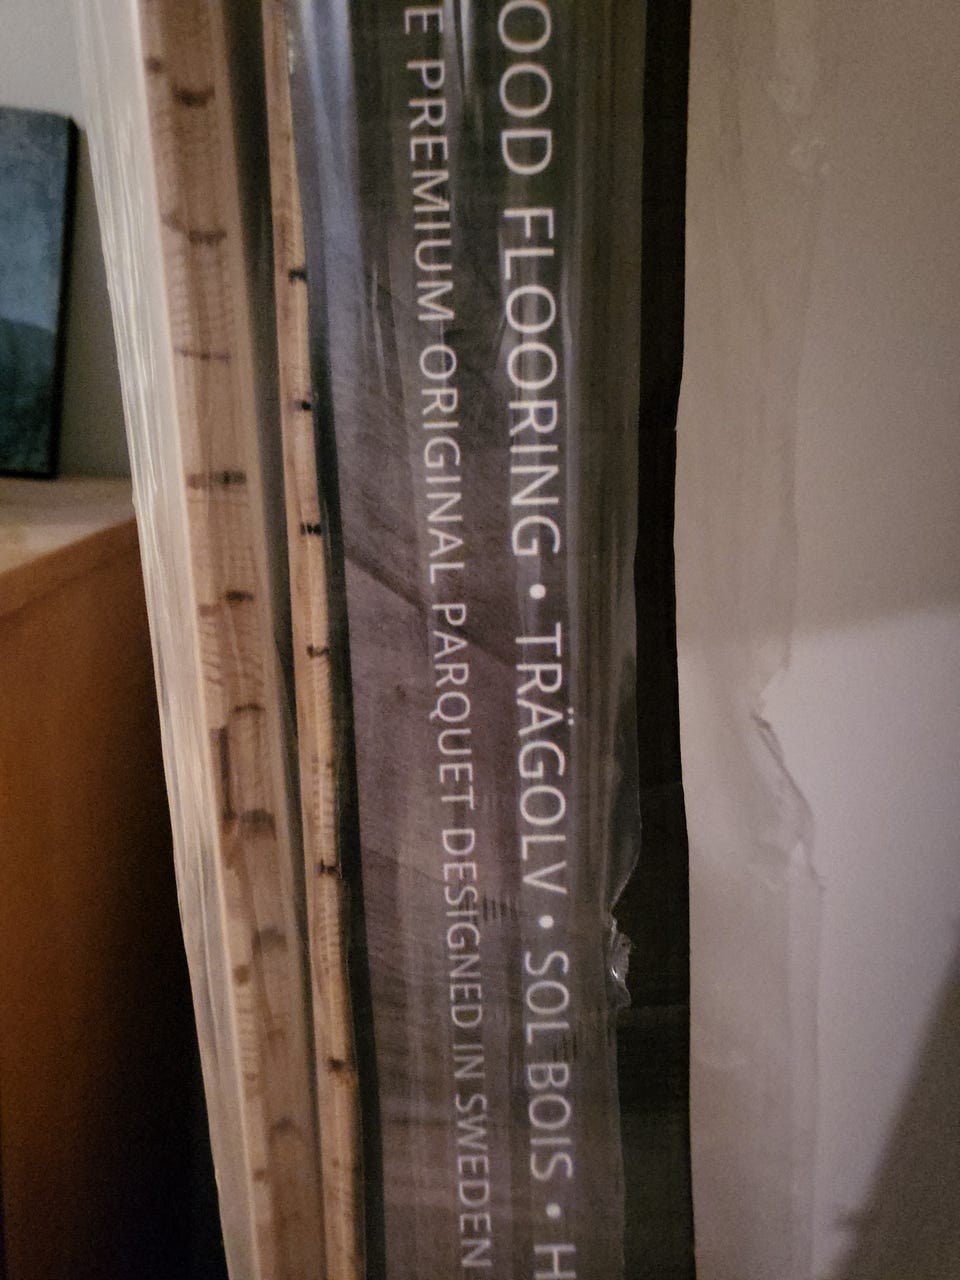 OOD FLOORING • TRÄGOLV • SOL BOIS • H
E PREMIUM ORIGINAL PARQUET DESIGNED IN SWEDEN